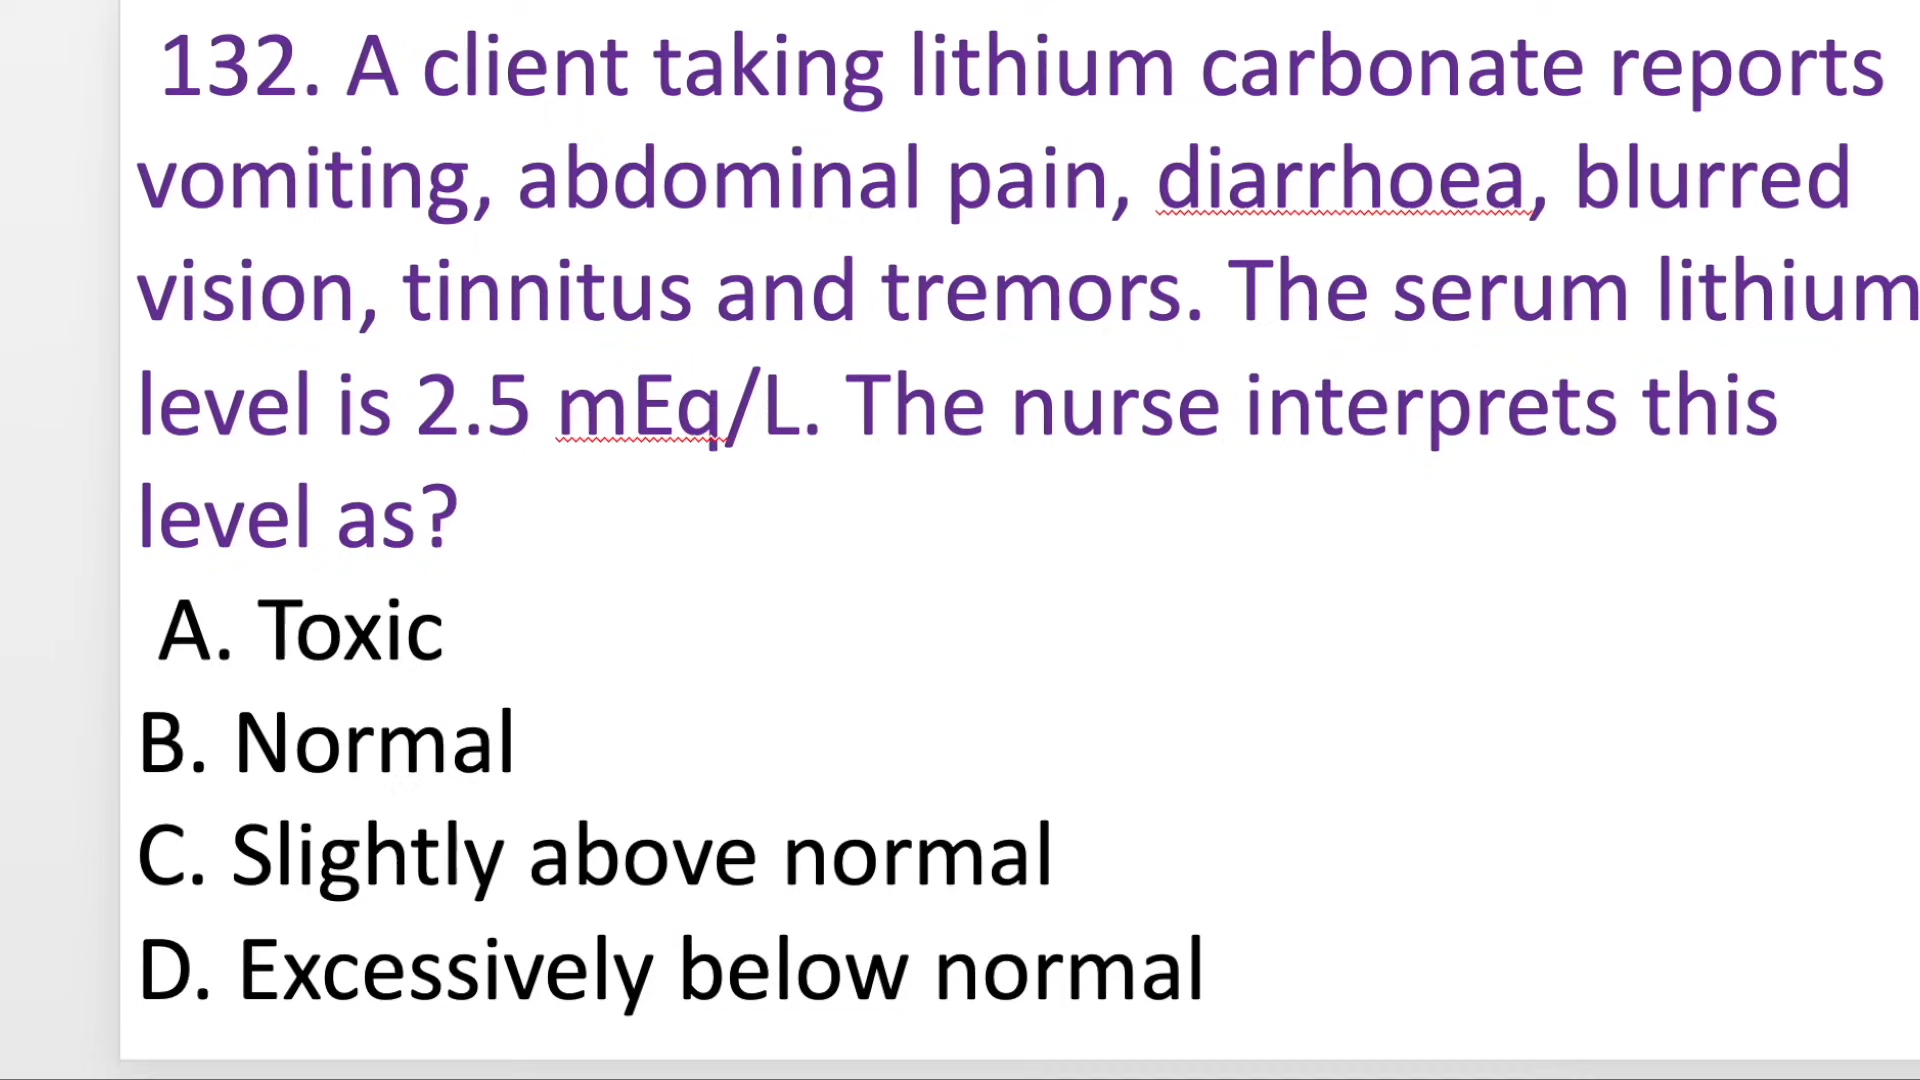 132. A client taking lithium carbonate reports
vomiting, abdominal pain, diarrhoea, blurred
vision, tinnitus and tremors. The serum lithium
level is 2.5 mEq/L. The nurse interprets this
level as?
A. Toxic
B. Normal
C. Slightly above normal
D. Excessively below normal